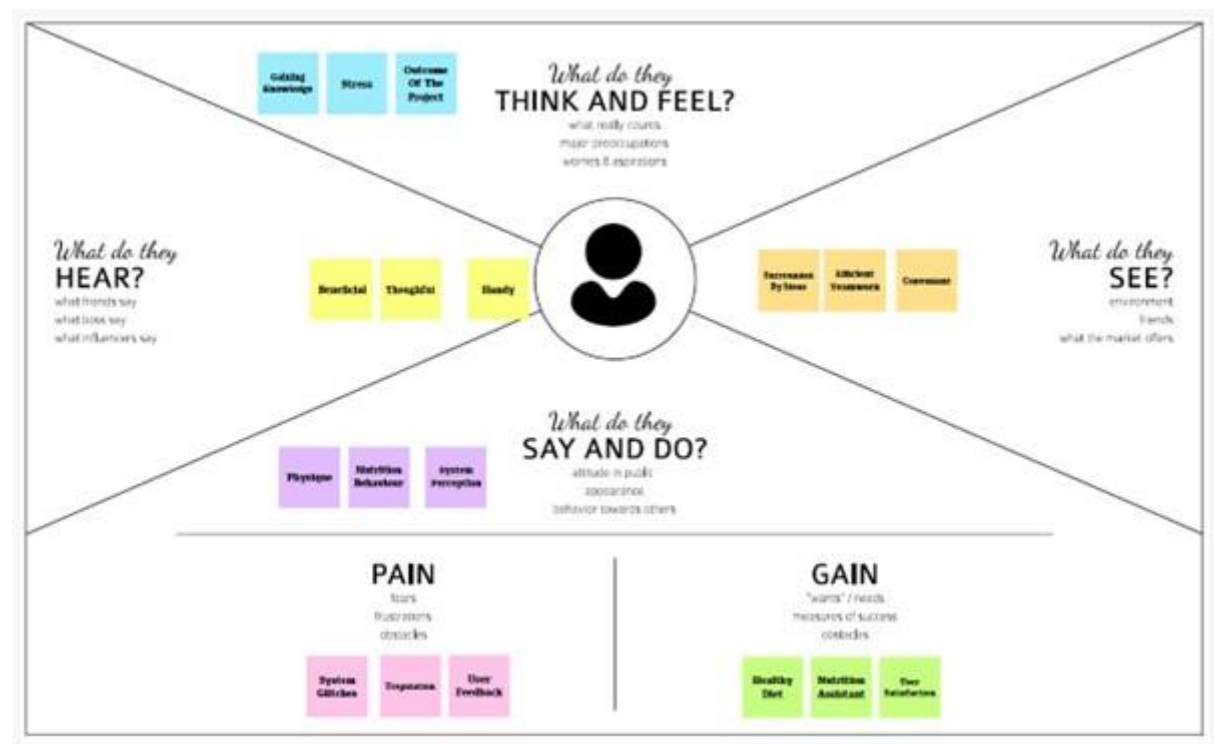 Gaining
Knowledge
Stress
Outcome
Of The
Project
What do they
THINK AND FEEL?
what really counts
major preoccupations
worries & aspirations
What do they
HEAR?
what friends say
what boss say
what influencers say
Beneficial
Thoughful
Handy
By Ideas
Efficient
Teamwork
Convenient
What do they
SEE?
environment
friends
what the market offers
What do they
SAY AND DO?
attitude in public
appearance
behavior towards others
Physique
Nutrition
Behaviour
System
Perception
PAIN
fears
frustrations
obstacles
System
Glitches
User
Feedback
GAIN
"wants" / needs
measures of success
obstacles
Healthy
Diet
Nutrition
Assistant
User
Satisfaction